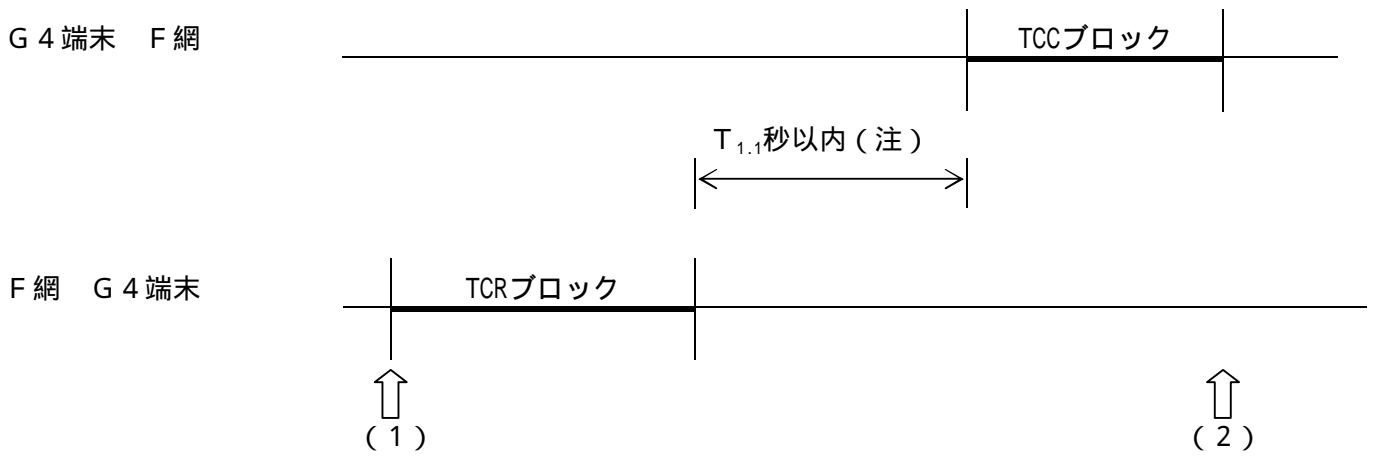 Ｇ４端末　Ｆ網
TCCブロック
Ｔ1.1秒以内（注）
Ｆ網　Ｇ４端末
TCRブロック
（１）
（２）